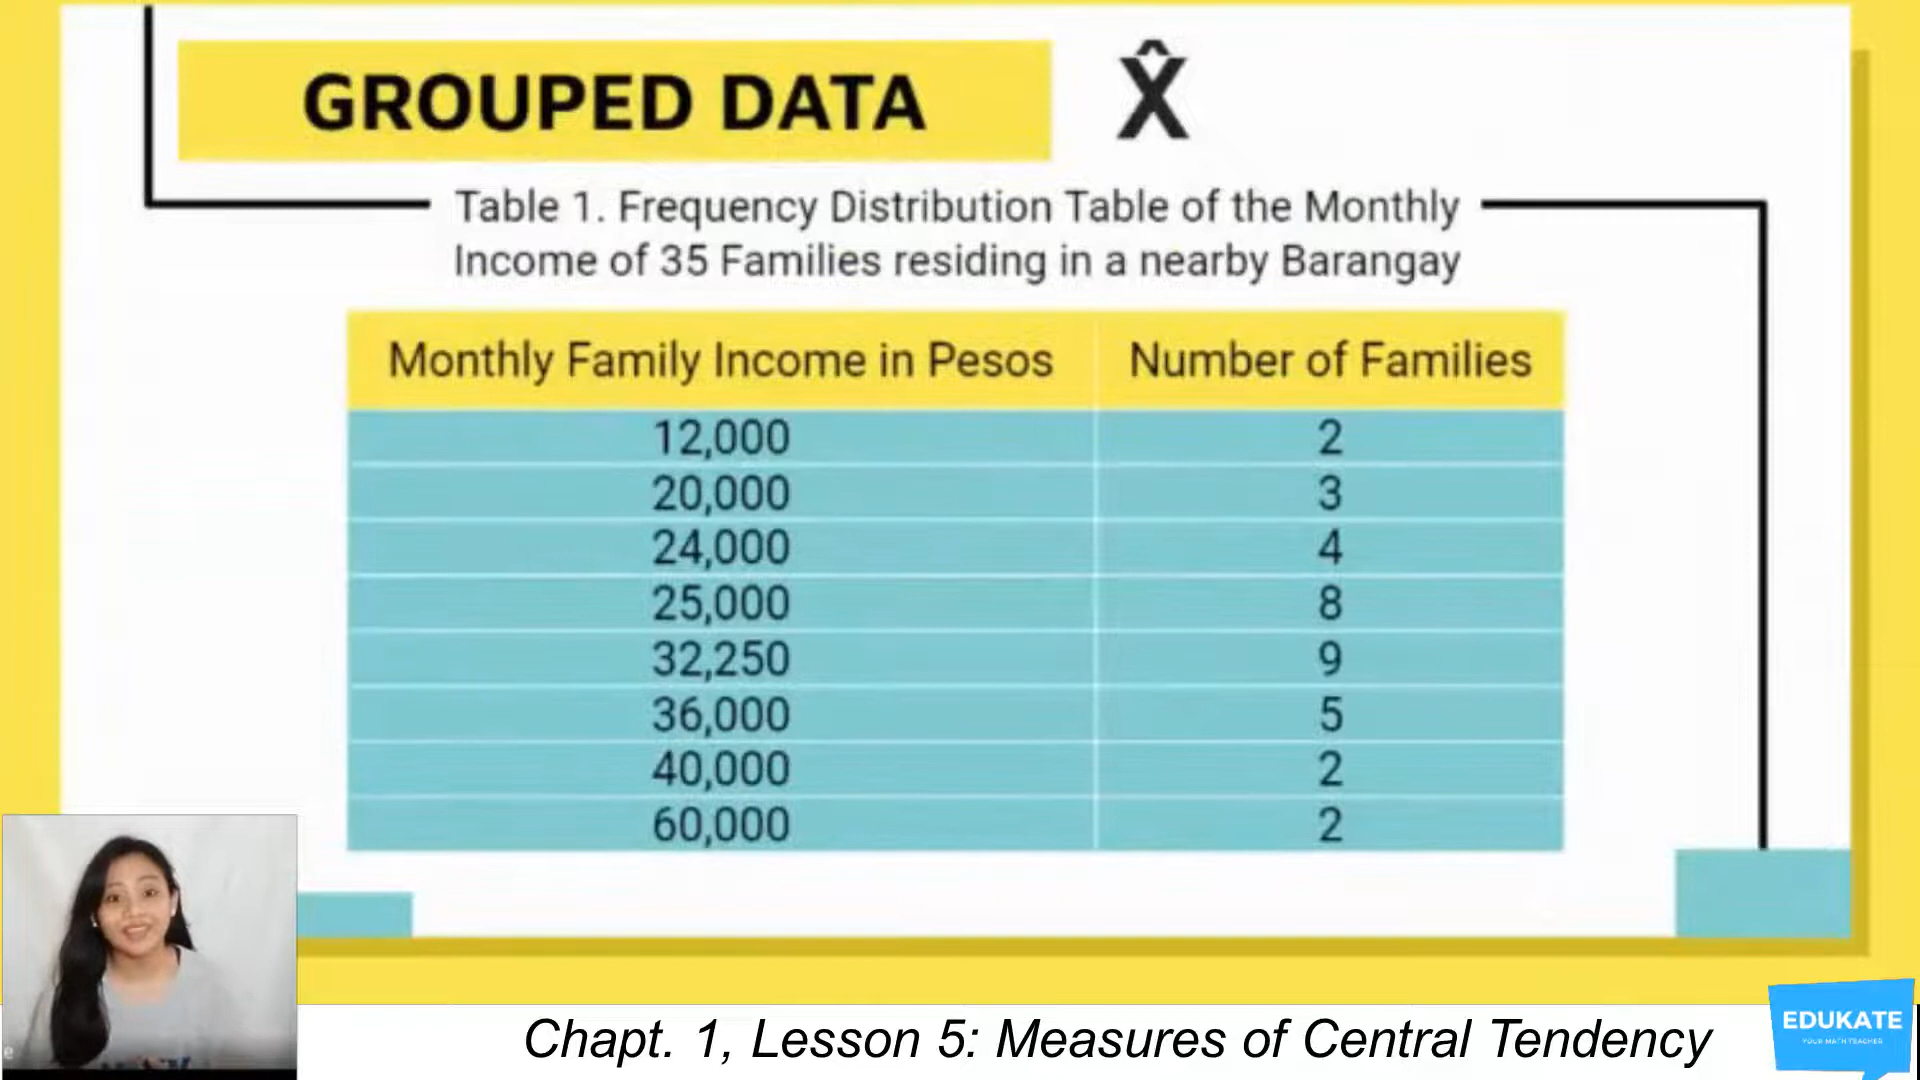 GROUPED DATA X̂
Table 1. Frequency Distribution Table of the Monthly
Income of 35 Families residing in a nearby Barangay
Monthly Family Income in Pesos Number of Families
12,000 2
20,000 3
24,000 4
25,000 8
32,250 9
36,000 5
40,000 2
60,000 2
e
Chapt. 1, Lesson 5: Measures of Central Tendency
EDUKATE
YOUR MATH TEACHER